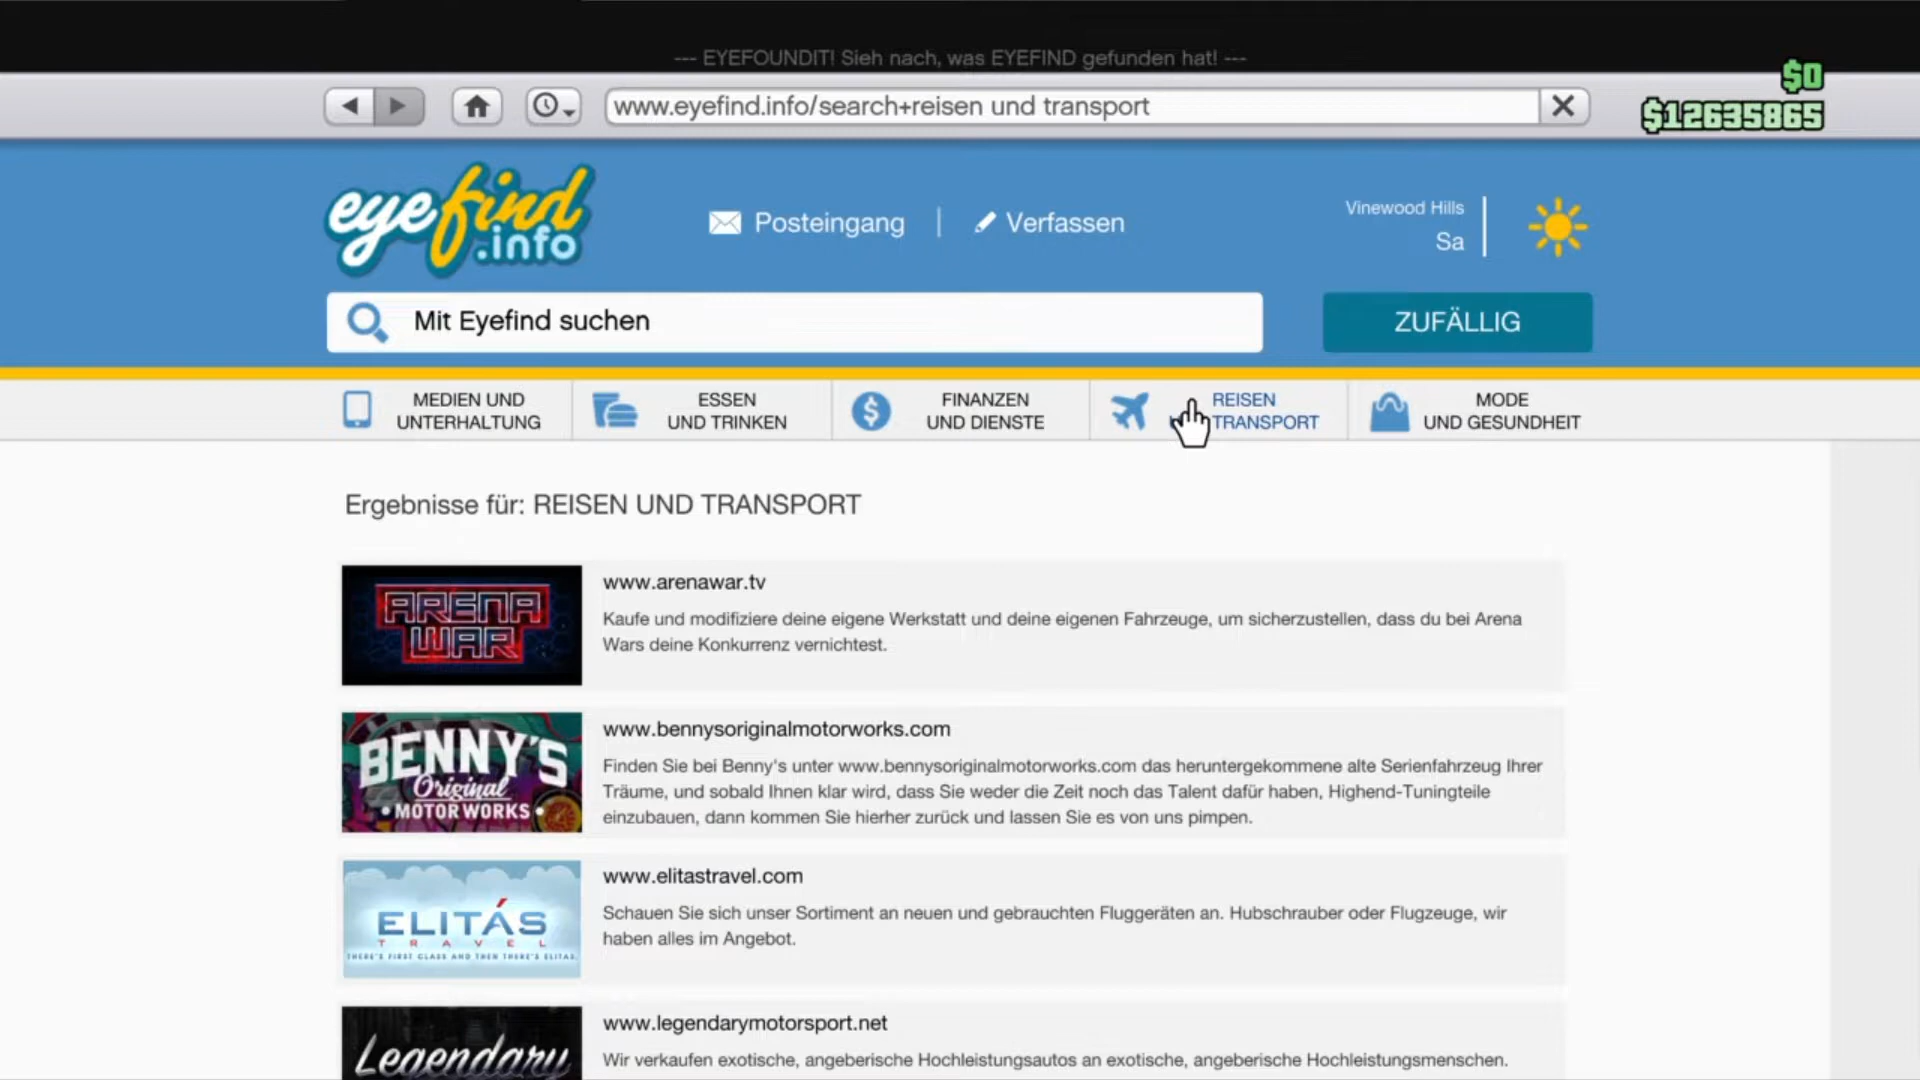 --- EYEFOUNDIT! Sieh nach, was EYEFIND gefunden hat! ---
$0
www.eyefind.info/search+reisen und transport
$12635865
eyefind
.info
Posteingang
Verfassen
Vinewood Hills
Sa
Mit Eyefind suchen
ZUFÄLLIG
MEDIEN UND
UNTERHALTUNG
ESSEN
UND TRINKEN
FINANZEN
UND DIENSTE
REISEN
TRANSPORT
MODE
UND GESUNDHEIT
Ergebnisse für: REISEN UND TRANSPORT
ARENA
WAR
www.arenawar.tv
Kaufe und modifiziere deine eigene Werkstatt und deine eigenen Fahrzeuge, um sicherzustellen, dass du bei Arena
Wars deine Konkurrenz vernichtest.
BENNY'S
Original
• MOTOR WORKS •
www.bennysoriginalmotorworks.com
Finden Sie bei Benny's unter www.bennysoriginalmotorworks.com das heruntergekommene alte Serienfahrzeug Ihrer
Träume, und sobald Ihnen klar wird, dass Sie weder die Zeit noch das Talent dafür haben, Highend-Tuningteile
einzubauen, dann kommen Sie hierher zurück und lassen Sie es von uns pimpen.
ELITÁS
TRAVEL
THERE'S FIRST CLASS AND THEN THERE'S ELITAS.
www.elitastravel.com
Schauen Sie sich unser Sortiment an neuen und gebrauchten Fluggeräten an. Hubschrauber oder Flugzeuge, wir
haben alles im Angebot.
Legendary
www.legendarymotorsport.net
Wir verkaufen exotische, angeberische Hochleistungsautos an exotische, angeberische Hochleistungsmenschen.